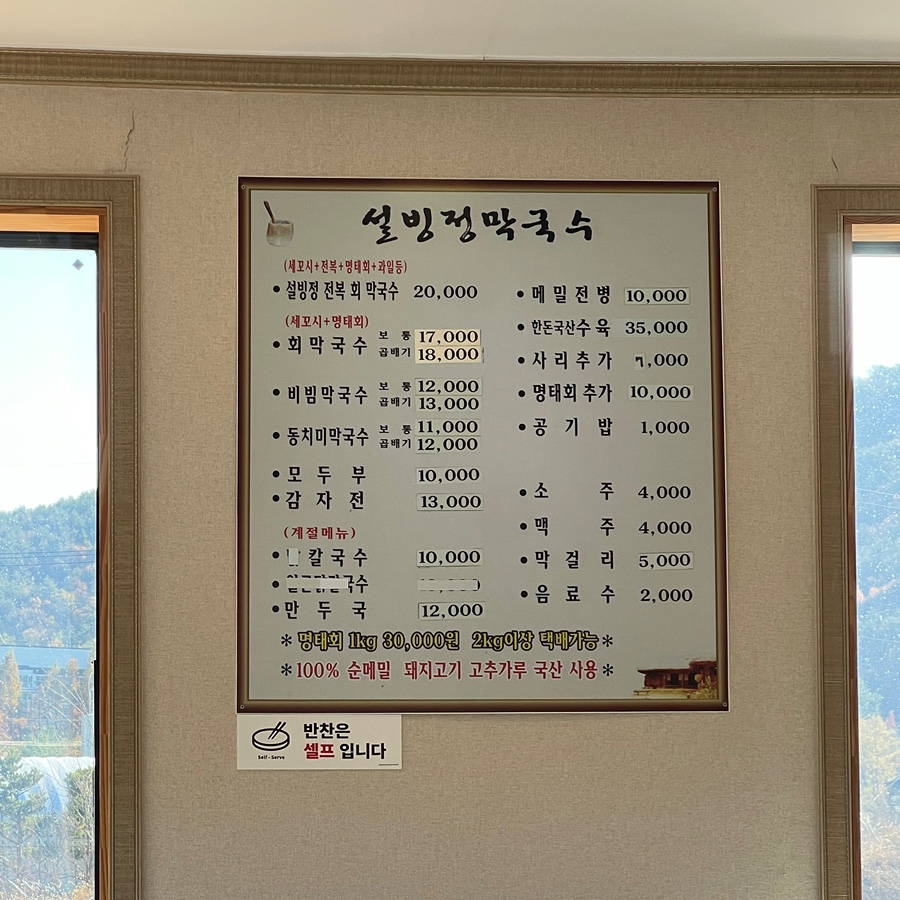 설빙정막국수
(세꼬시+전복+명태회+과일등)
• 설빙정 전복 회 막국수 20,000
(세꼬시+명태회)
• 회막국수 보통 17,000
곱배기 18,000
• 비빔막국수 보통 12,000
곱배기 13,000
• 동치미막국수 보통 11,000
곱배기 12,000
• 모두부 10,000
• 감자전 13,000
(계절메뉴)
• 칼국수 10,000
• 만두국 12,000
• 메밀전병 10,000
• 한돈국산수육 35,000
• 사리추가 ,000
• 명태회추가 10,000
• 공기밥 1,000
• 소주 4,000
• 맥주 4,000
• 막걸리 5,000
• 음료수 2,000
* 명태회 1kg 30,000원 2kg이상 택배가능 *
* 100% 순메밀 돼지고기 고추가루 국산 사용 *
반찬은
셀프 입니다
Self - Serve